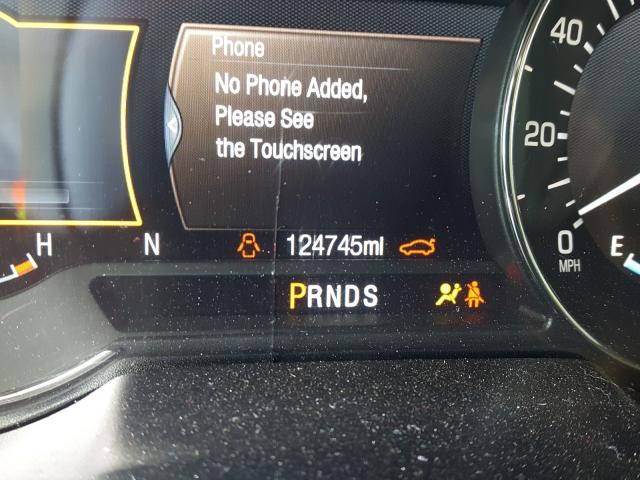 Phone
No Phone Added,
Please See
the Touchscreen
40
20
0
MPH
H
N
124745mi
E
PRNDS